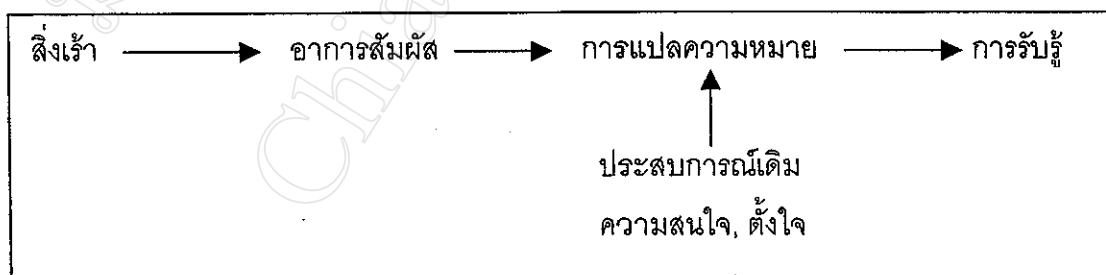 สิ่งเร้า อาการสัมผัส การแปลความหมาย การรับรู้
ประสบการณ์เดิม
ความสนใจ, ตั้งใจ